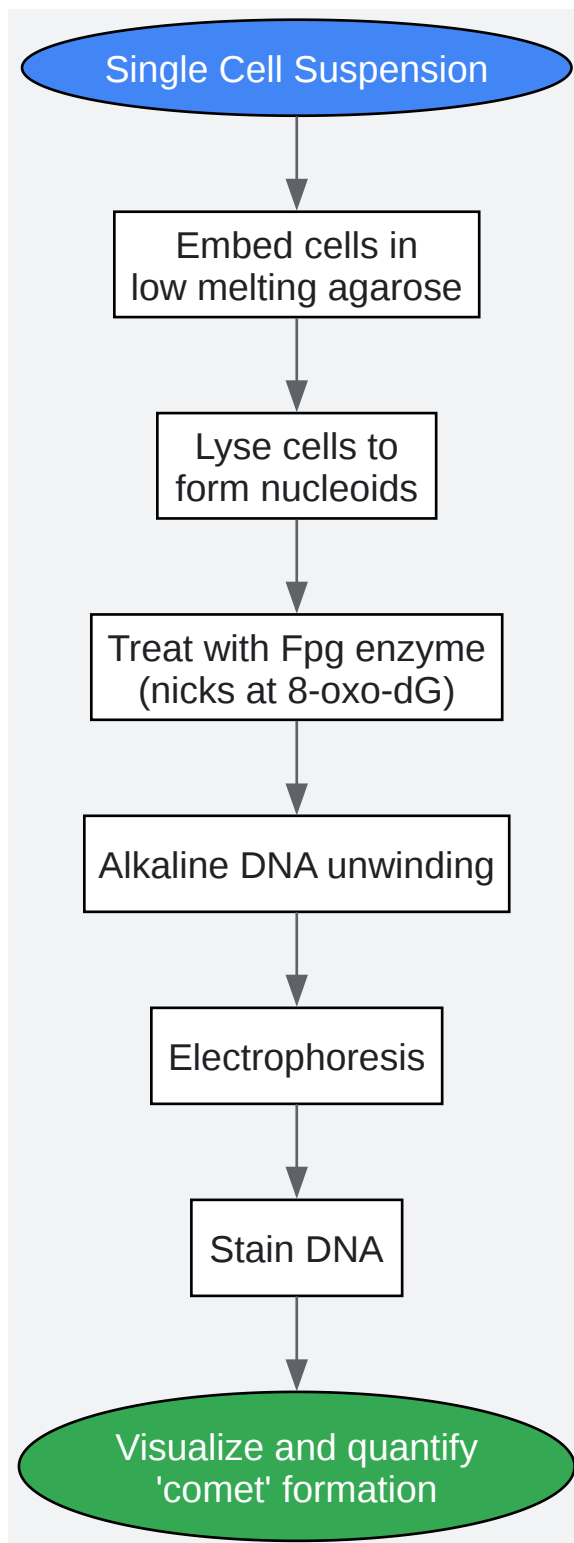 Single Cell Suspension
Embed cells in
low melting agarose
Lyse cells to
form nucleoids
Treat with Fpg enzyme
(nicks at 8-oxo-dG)
Alkaline DNA unwinding
Electrophoresis
Stain DNA
Visualize and quantify
'comet' formation